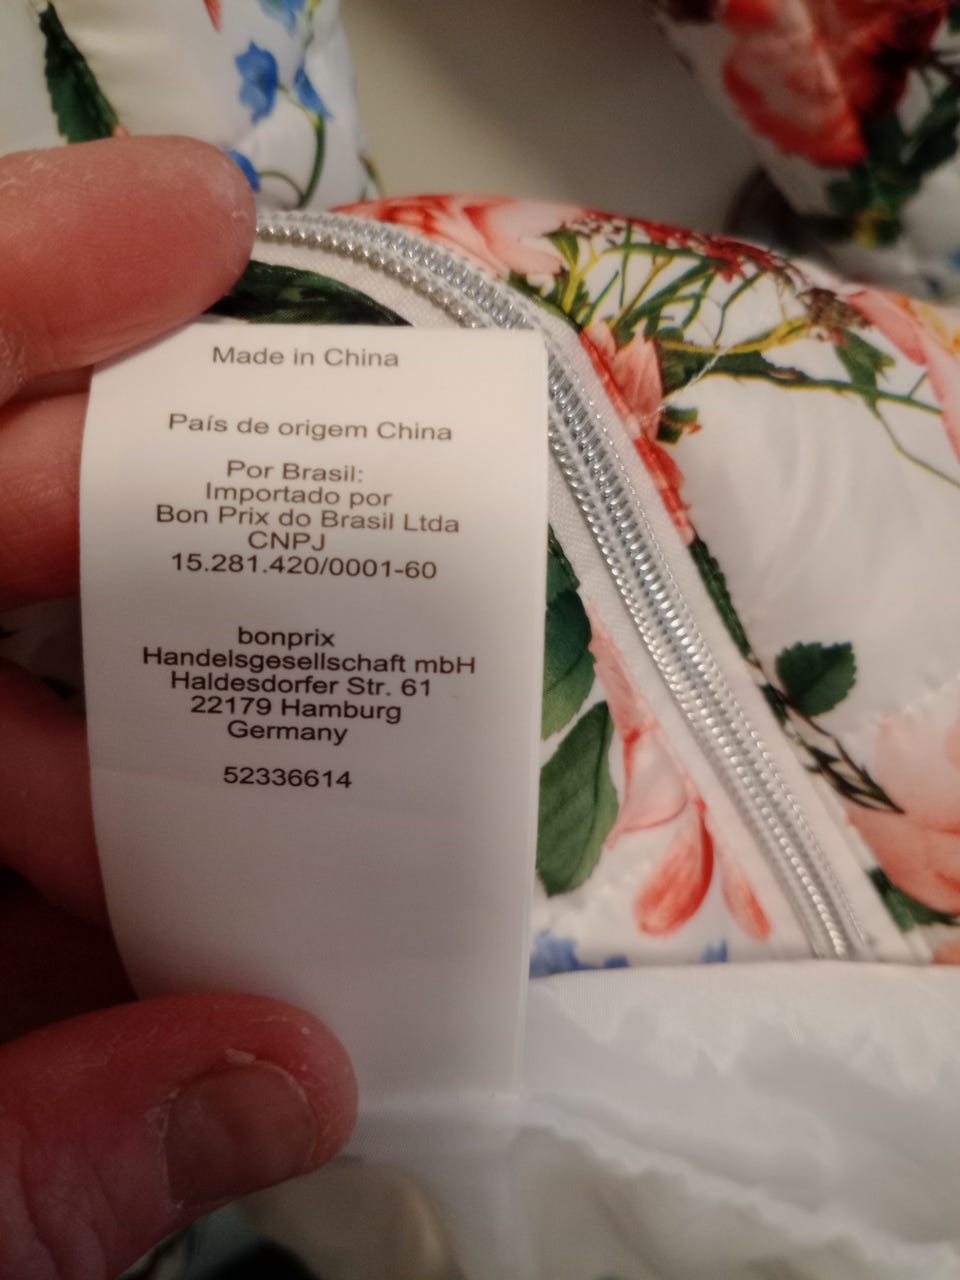 Made in China
País de origem China
Por Brasil:
Importado por
Bon Prix do Brasil Ltda
CNPJ
15.281.420/0001-60
bonprix
Handelsgesellschaft mbH
Haldesdorfer Str. 61
22179 Hamburg
Germany
52336614